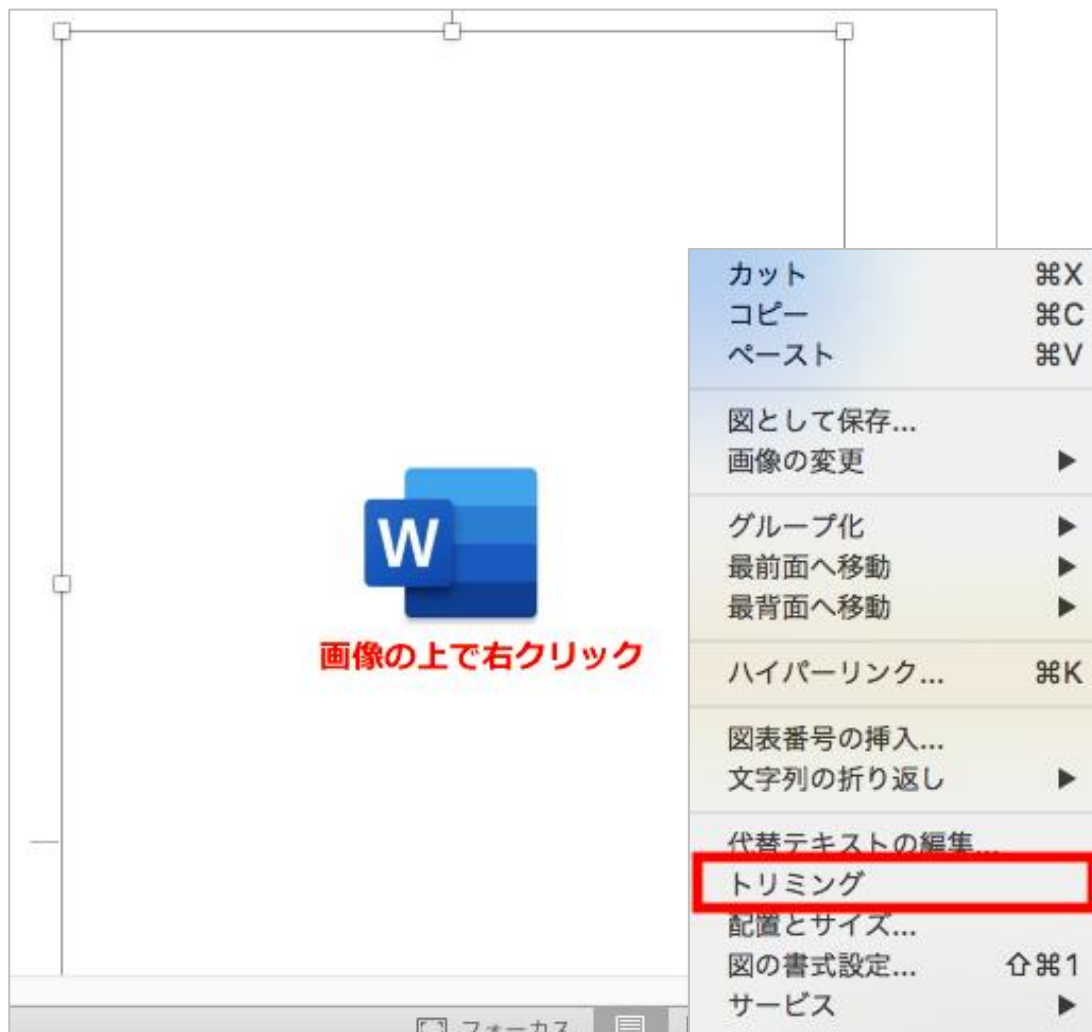 W
画像の上で右クリック
カット ⌘X
コピー ⌘C
ペースト ⌘V
図として保存...
画像の変更 ▶
グループ化 ▶
最前面へ移動 ▶
最背面へ移動 ▶
ハイパーリンク... ⌘K
図表番号の挿入...
文字列の折り返し ▶
代替テキストの編集...
トリミング
配置とサイズ...
図の書式設定... ⇧⌘1
サービス ▶
フォーカス